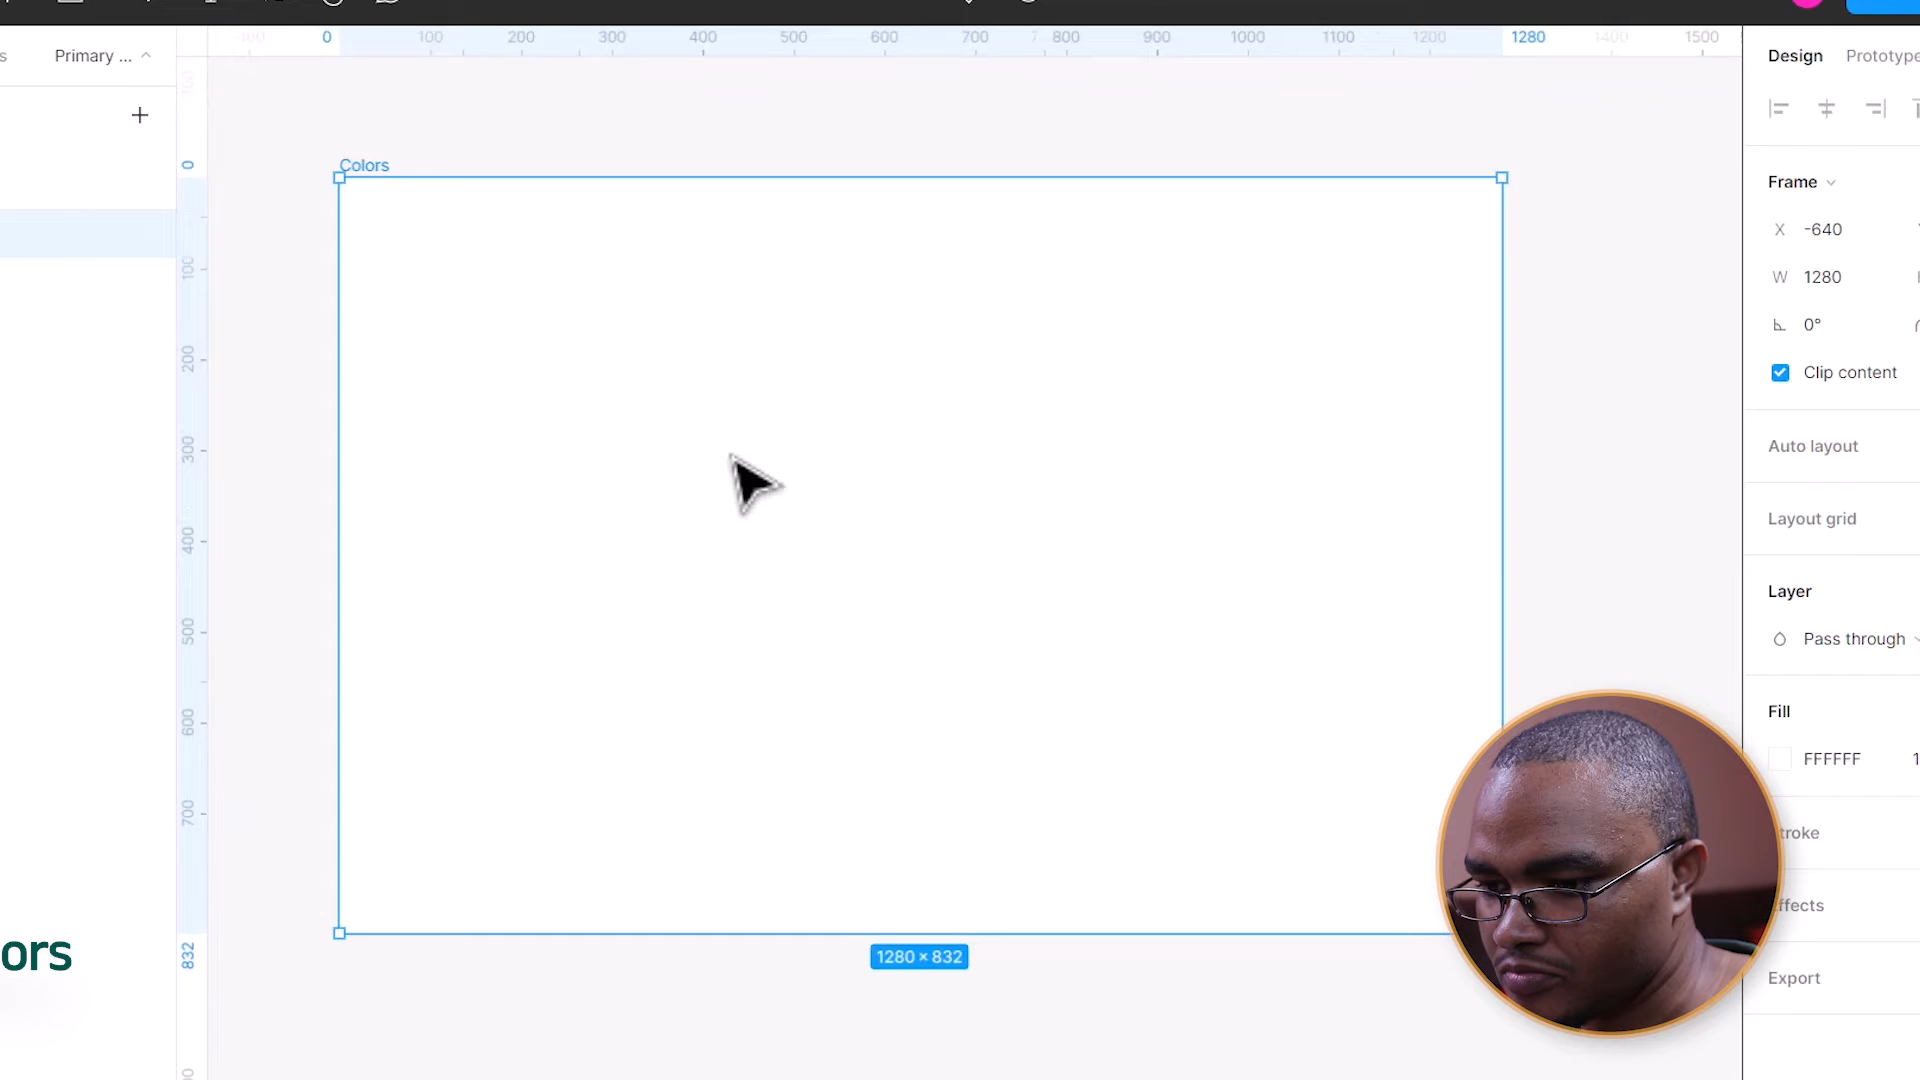 Primary ...
0 100 200 300 400 500 600 700 800 900 1000 1100 1200 1280 1400 1500
Design Prototype
Colors
0
100
200
300
400
500
600
700
832
Frame
X -640
W 1280
0°
Clip content
Auto layout
Layout grid
Layer
Pass through
Fill
FFFFFF
troke
ffects
Export
ors
1280 × 832